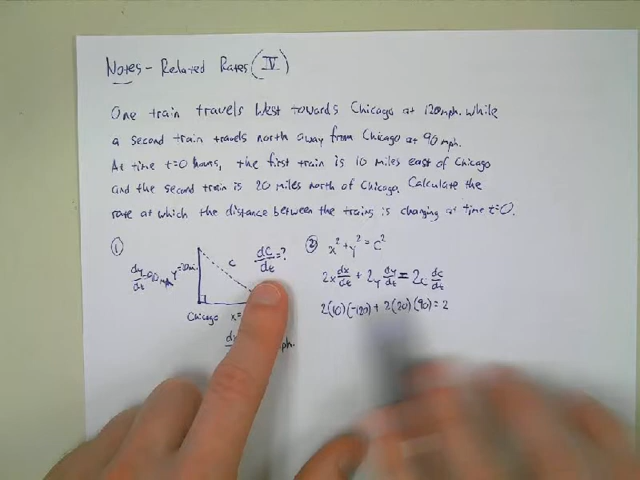 Notes - Related Rates (IV)
One train travels West towards Chicago at 120mph. while
a second train travels north away from Chicago at 90 mph.
At time t=0 hours, the first train is 10 miles east of Chicago
and the second train is 20 miles north of Chicago. Calculate the
rate at which the distance between the trains is changing at time t=0.
①
dy/dt
c
dC/dt = ?
Chicago x=
② x² + y² = C²
2x dx/dt + 2y dy/dt = 2c dc/dt
2(10)(-120) + 2(20)(90) = 2